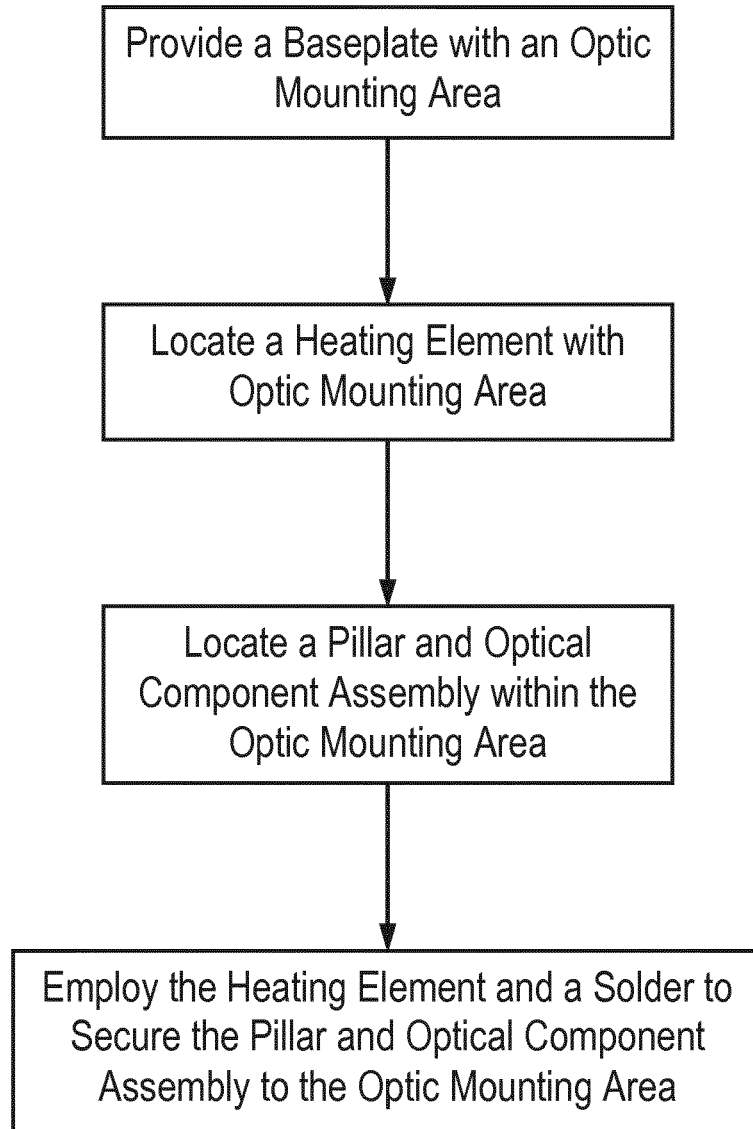 Provide a Baseplate with an Optic
Mounting Area
Locate a Heating Element with
Optic Mounting Area
Locate a Pillar and Optical
Component Assembly within the
Optic Mounting Area
Employ the Heating Element and a Solder to
Secure the Pillar and Optical Component
Assembly to the Optic Mounting Area